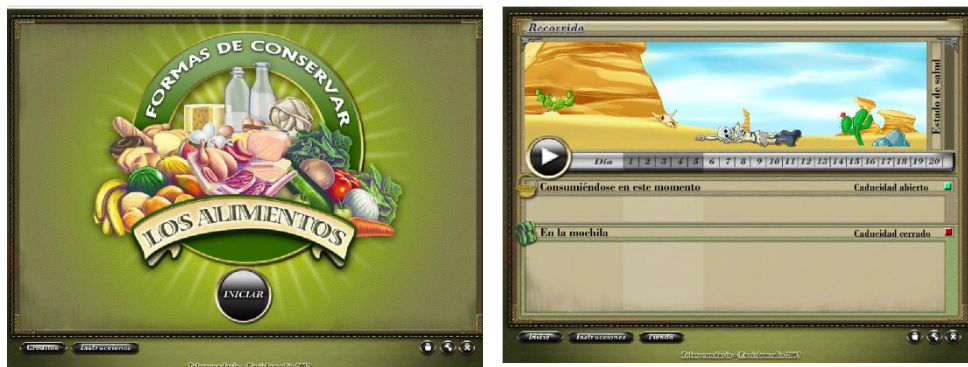 FORMAS DE CONSERVAR
LOS ALIMENTOS
INICIAR
Créditos
Instrucciones
Recorrido
Estado de salud
Día 1 2 3 4 5 6 7 8 9 10 11 12 13 14 15 16 17 18 19 20
Consumiéndose en este momento Caducidad abierto
En la mochila Caducidad cerrado
Inicio Instrucciones Tienda